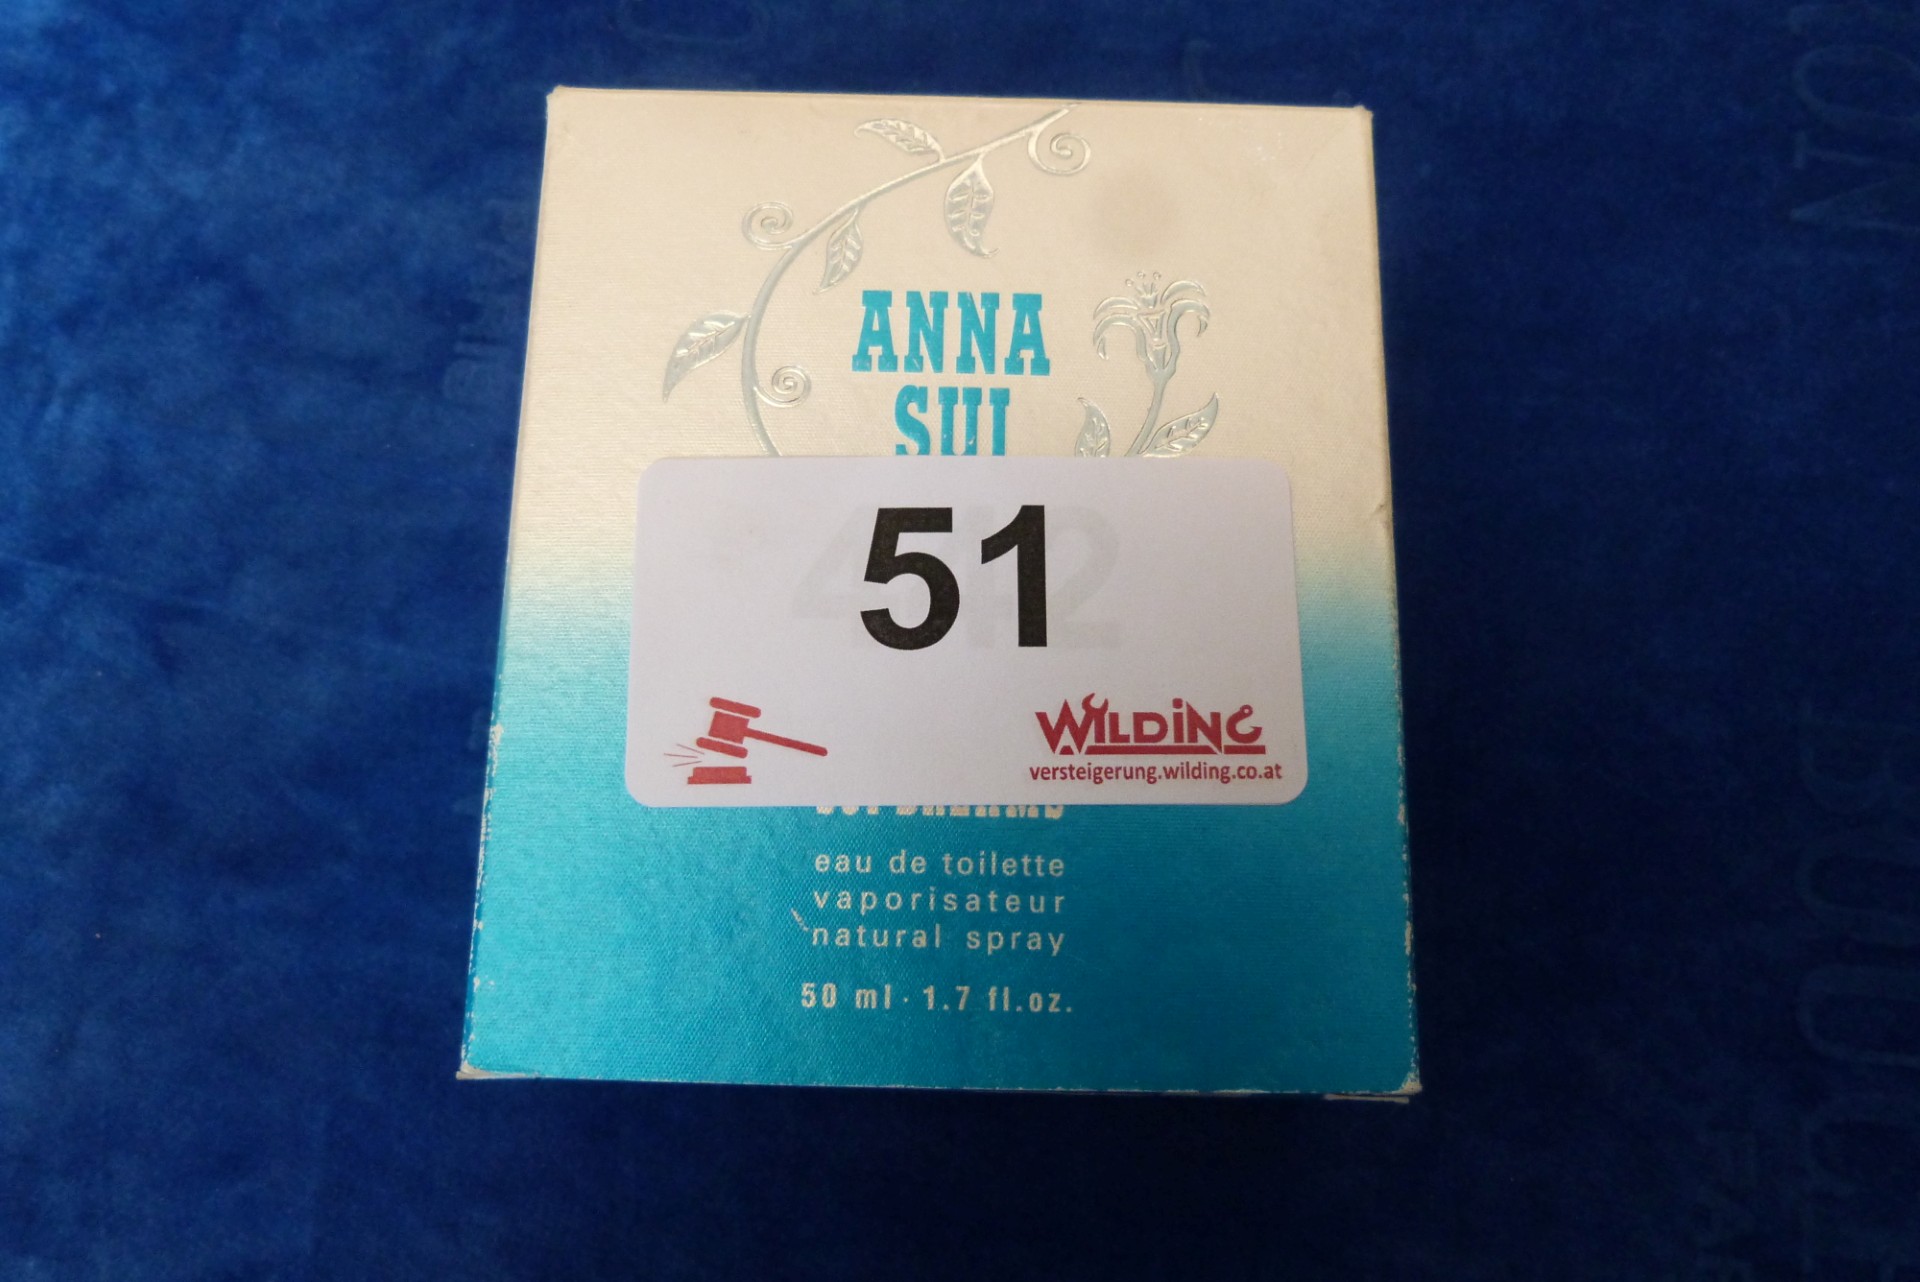 ANNA
SUI
51
WILDING
versteigerung.wilding.co.at
eau de toilette
vaporisateur
natural spray
50 ml · 1.7 fl.oz.